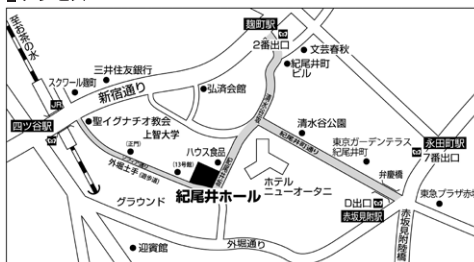 至お茶の水
麹町駅
2番出口
文芸春秋
スクワール麹町
三井住友銀行
新宿通り
弘済会館
紀尾井町
ビル
JR
四ツ谷駅
聖イグナチオ教会
上智大学
清水谷公園
紀尾井町通り
東京ガーデンテラス
紀尾井町
永田町駅
7番出口
(正門)
ハウス食品
(13号館)
外堀土手(遊歩道)
弁慶橋
ホテル
ニューオータニ
紀尾井ホール
グラウンド
D出口
赤坂見附駅
東急プラザ赤坂
迎賓館
外堀通り
赤坂見附陸橋